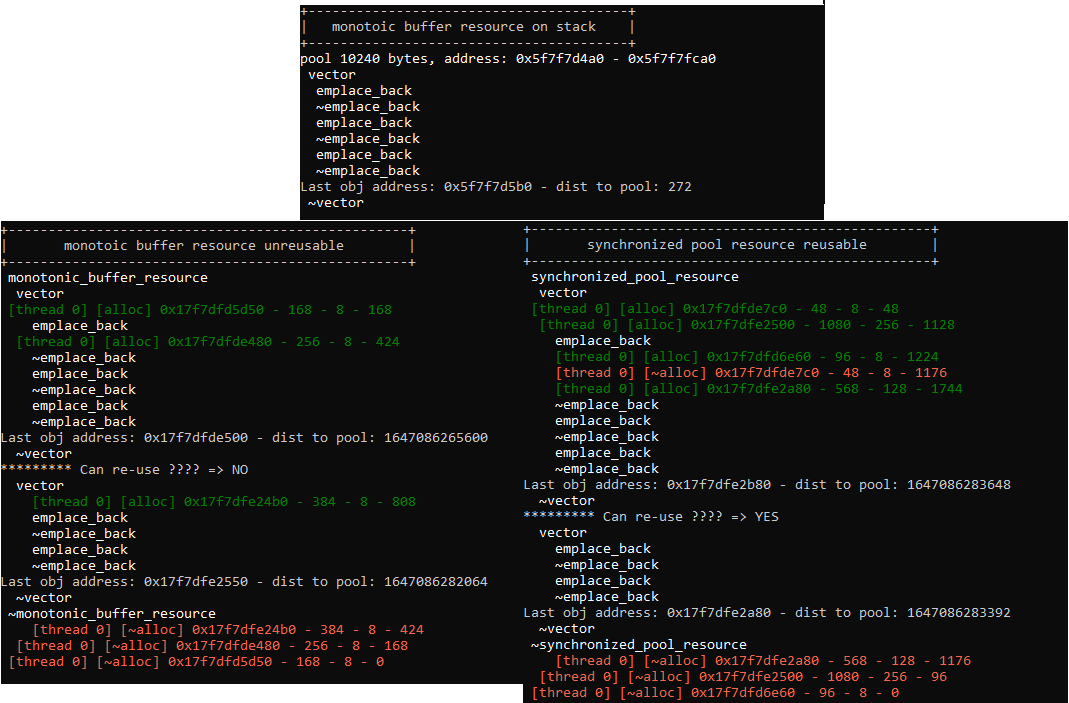 +----------------------------------------+
|   monotoic buffer resource on stack    |
+----------------------------------------+
pool 10240 bytes, address: 0x5f7f7d4a0 - 0x5f7f7fca0
 vector
  emplace_back
  ~emplace_back
  emplace_back
  ~emplace_back
  emplace_back
  ~emplace_back
Last obj address: 0x5f7f7d5b0 - dist to pool: 272
 ~vector
+--------------------------------------------------+
|       monotoic buffer resource unreusable        |
+--------------------------------------------------+
 monotonic_buffer_resource
  vector
 [thread 0] [alloc] 0x17f7dfd5d50 - 168 - 8 - 168
    emplace_back
  [thread 0] [alloc] 0x17f7dfde480 - 256 - 8 - 424
    ~emplace_back
    emplace_back
    ~emplace_back
    emplace_back
    ~emplace_back
Last obj address: 0x17f7dfde500 - dist to pool: 1647086265600
  ~vector
********* Can re-use ???? => NO
  vector
    [thread 0] [alloc] 0x17f7dfe24b0 - 384 - 8 - 808
    emplace_back
    ~emplace_back
    emplace_back
    ~emplace_back
Last obj address: 0x17f7dfe2550 - dist to pool: 1647086282064
  ~vector
 ~monotonic_buffer_resource
    [thread 0] [~alloc] 0x17f7dfe24b0 - 384 - 8 - 424
  [thread 0] [~alloc] 0x17f7dfde480 - 256 - 8 - 168
 [thread 0] [~alloc] 0x17f7dfd5d50 - 168 - 8 - 0
+--------------------------------------------------+
|       synchronized pool resource reusable        |
+--------------------------------------------------+
 synchronized_pool_resource
  vector
 [thread 0] [alloc] 0x17f7dfde7c0 - 48 - 8 - 48
  [thread 0] [alloc] 0x17f7dfe2500 - 1080 - 256 - 1128
    emplace_back
    [thread 0] [alloc] 0x17f7dfd6e60 - 96 - 8 - 1224
    [thread 0] [~alloc] 0x17f7dfde7c0 - 48 - 8 - 1176
    [thread 0] [alloc] 0x17f7dfe2a80 - 568 - 128 - 1744
    ~emplace_back
    emplace_back
    ~emplace_back
    emplace_back
    ~emplace_back
Last obj address: 0x17f7dfe2b80 - dist to pool: 1647086283648
  ~vector
********* Can re-use ???? => YES
  vector
    emplace_back
    ~emplace_back
    emplace_back
    ~emplace_back
Last obj address: 0x17f7dfe2a80 - dist to pool: 1647086283392
  ~vector
 ~synchronized_pool_resource
    [thread 0] [~alloc] 0x17f7dfe2a80 - 568 - 128 - 1176
  [thread 0] [~alloc] 0x17f7dfe2500 - 1080 - 256 - 96
 [thread 0] [~alloc] 0x17f7dfd6e60 - 96 - 8 - 0